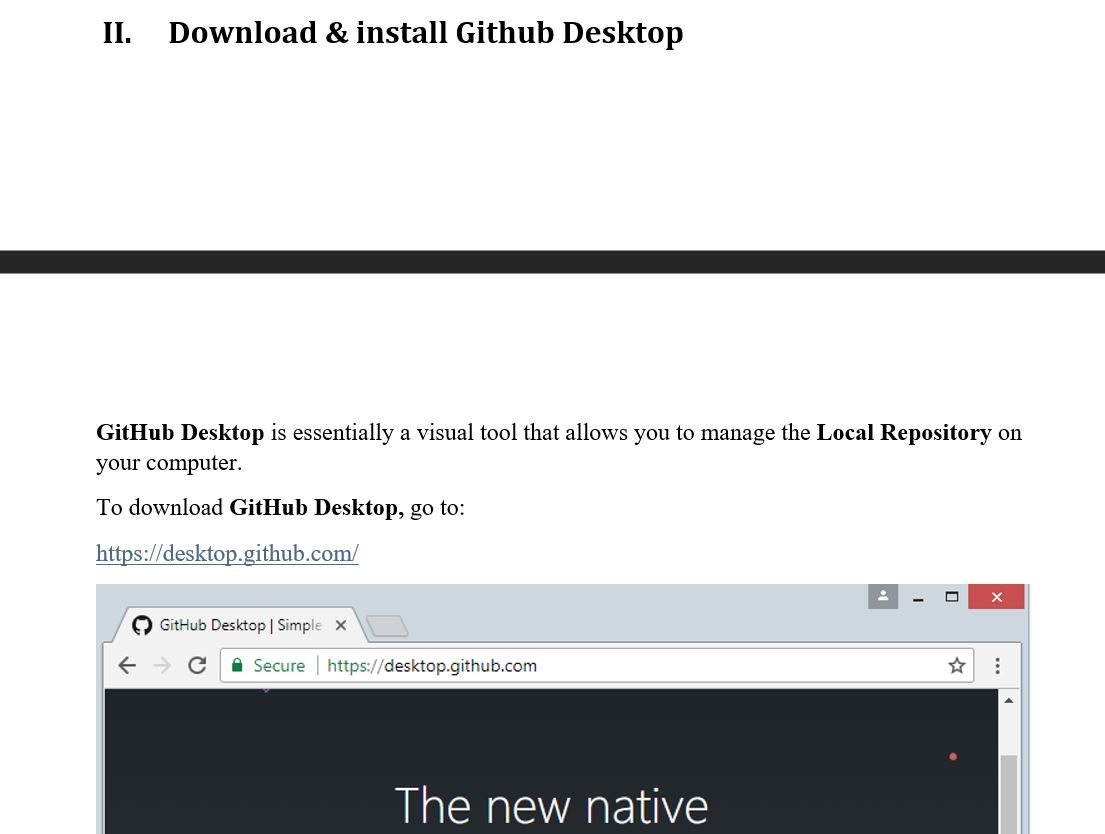 II. Download & install Github Desktop
GitHub Desktop is essentially a visual tool that allows you to manage the Local Repository on
your computer.
To download GitHub Desktop, go to:
https://desktop.github.com/
GitHub Desktop | Simple
Secure https://desktop.github.com
The new native